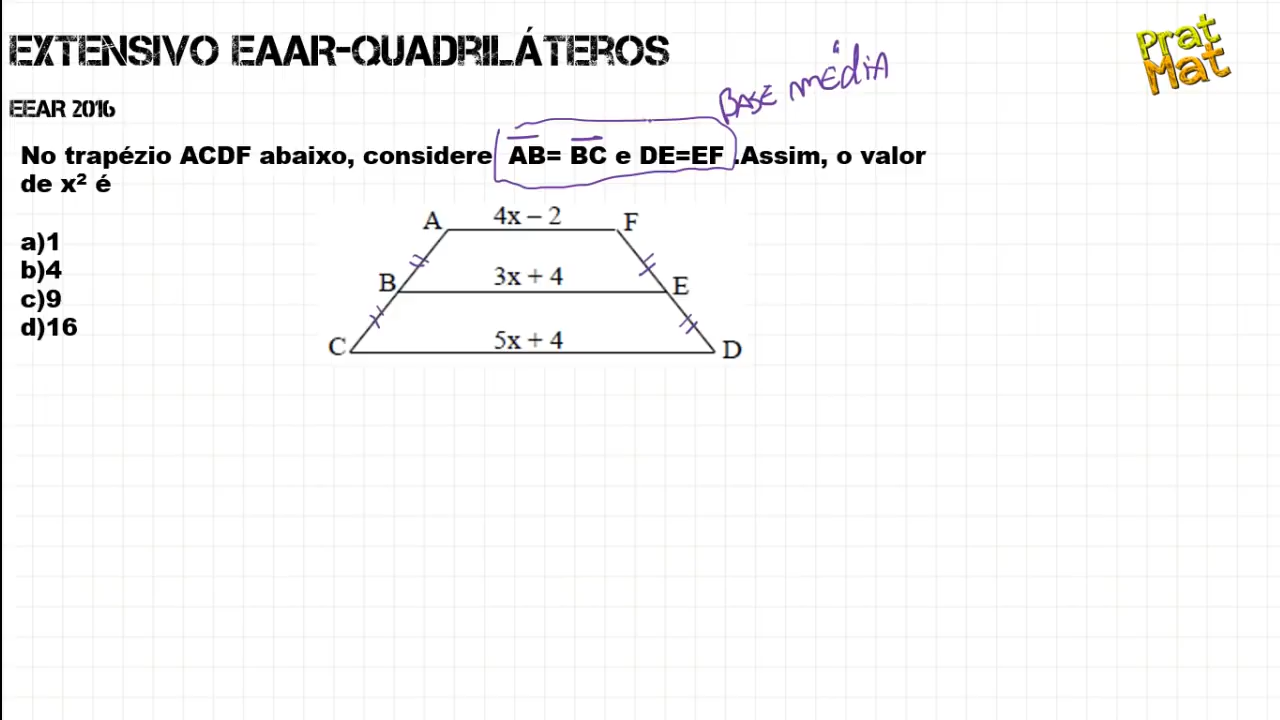 EXTENSIVO EAAR-QUADRILÁTEROS
Prat
Mat
BASE MÉDIA
EEAR 2016
No trapézio ACDF abaixo, considere AB= BC e DE=EF .Assim, o valor
de x² é
a)1
b)4
c)9
d)16
A 4x – 2 F
B 3x + 4 E
C 5x + 4 D